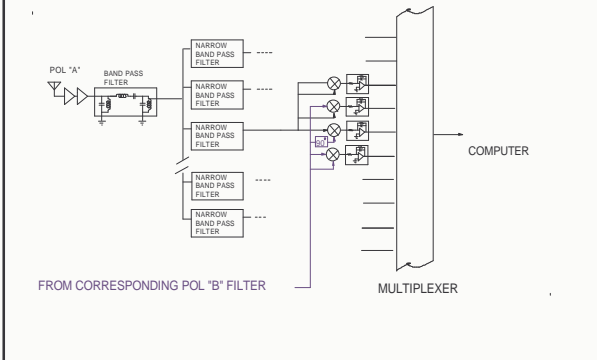 POL "A"
BAND PASS
FILTER
NARROW
BAND PASS
FILTER
NARROW
BAND PASS
FILTER
NARROW
BAND PASS
FILTER
NARROW
BAND PASS
FILTER
NARROW
BAND PASS
FILTER
90°
COMPUTER
FROM CORRESPONDING POL "B" FILTER
MULTIPLEXER